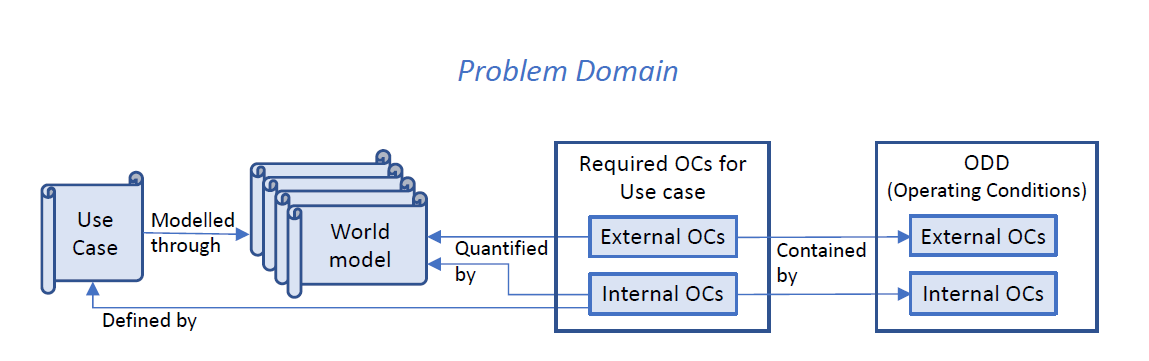 Problem Domain
Use
Case
Modelled
through
World
model
Quantified
by
Defined by
Required OCs for
Use case
External OCs
Internal OCs
Contained
by
ODD
(Operating Conditions)
External OCs
Internal OCs